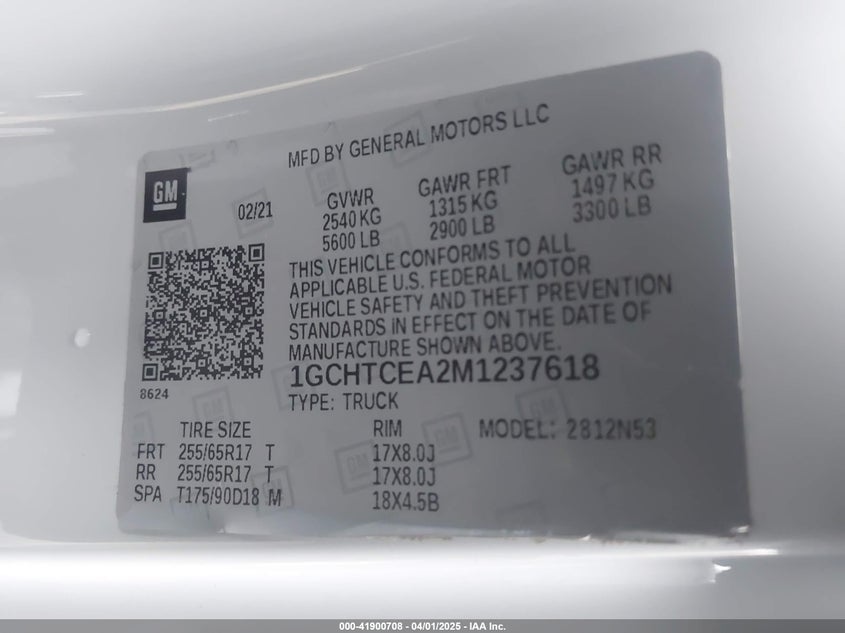 MFD BY GENERAL MOTORS LLC
GM
02/21
GVWR
2540 KG
5600 LB
GAWR FRT
1315 KG
2900 LB
GAWR RR
1497 KG
3300 LB
THIS VEHICLE CONFORMS TO ALL
APPLICABLE U.S. FEDERAL MOTOR
VEHICLE SAFETY AND THEFT PREVENTION
STANDARDS IN EFFECT ON THE DATE OF
MANUFACTURE SHOWN ABOVE.
8624
1GCHTCEA2M1237618
TYPE: TRUCK
TIRE SIZE RIM MODEL: 2812N53
FRT 255/65R17 T 17X8.0J
RR 255/65R17 T 17X8.0J
SPA T175/90D18 M 18X4.5B
000-41900708 - 04/01/2025 - IAA Inc.